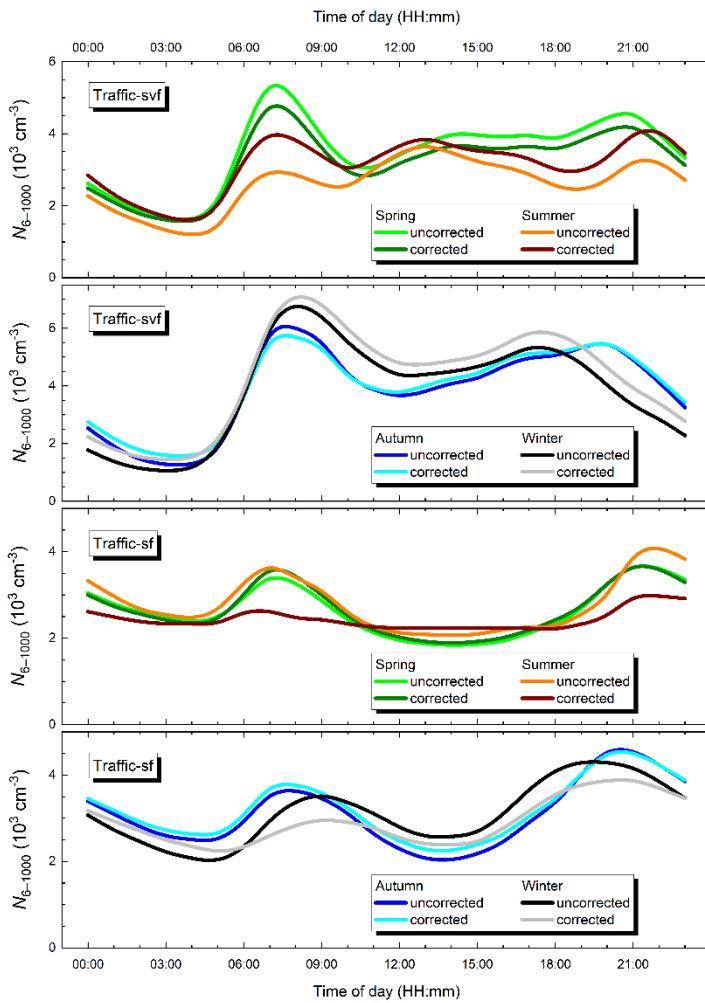 Time of day (HH:mm)
00:00 03:00 06:00 09:00 12:00 15:00 18:00 21:00
6
4
2
0
N6–1000 (10³ cm⁻³)
Traffic-svf
Spring Summer
uncorrected uncorrected
corrected corrected
6
4
2
0
N6–1000 (10³ cm⁻³)
Traffic-svf
Autumn Winter
uncorrected uncorrected
corrected corrected
4
2
0
N6–1000 (10³ cm⁻³)
Traffic-sf
Spring Summer
uncorrected uncorrected
corrected corrected
4
2
0
N6–1000 (10³ cm⁻³)
Traffic-sf
Autumn Winter
uncorrected uncorrected
corrected corrected
00:00 03:00 06:00 09:00 12:00 15:00 18:00 21:00
Time of day (HH:mm)